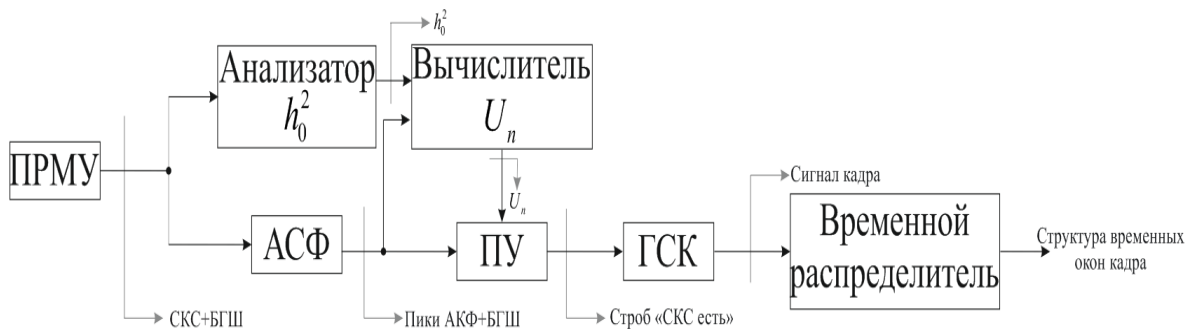 h₀²
Анализатор
h₀²
Вычислитель
Uₙ
ПРМУ
Uₙ
Сигнал кадра
АСФ
ПУ
ГСК
Временной
распределитель
Структура временных
окон кадра
СКС+БГШ
Пики АКФ+БГШ
Строб «СКС есть»